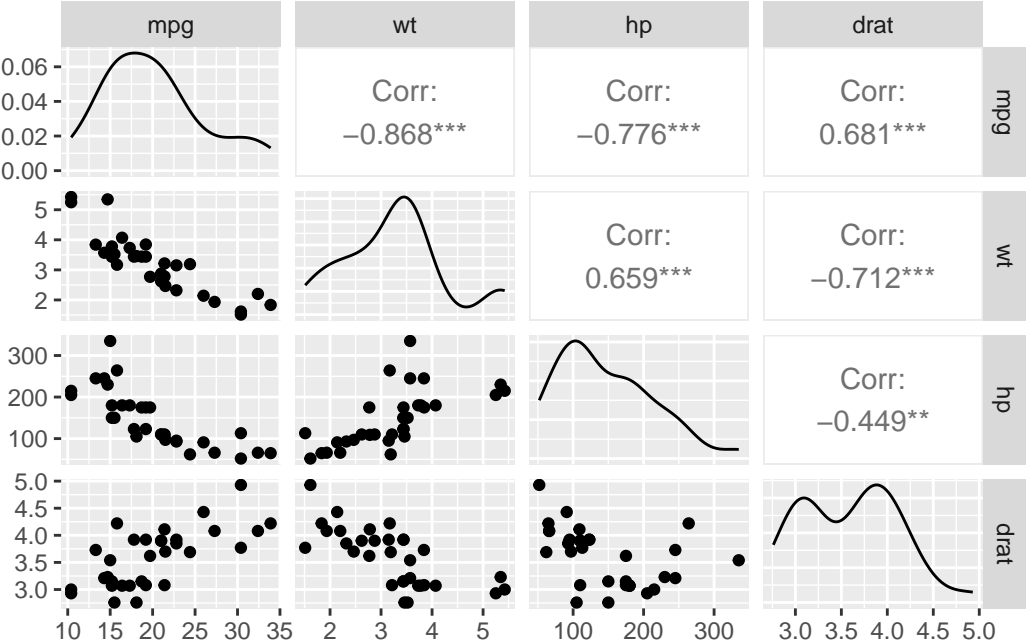 mpg wt hp drat
0.06
0.04
0.02
0.00
Corr:
−0.868***
Corr:
−0.776***
Corr:
0.681***
mpg
5
4
3
2
Corr:
0.659***
Corr:
−0.712***
wt
300
200
100
Corr:
−0.449**
hp
5.0
4.5
4.0
3.5
3.0
drat
10 15 20 25 30 35 2 3 4 5 100 200 300 3.0 3.5 4.0 4.5 5.0